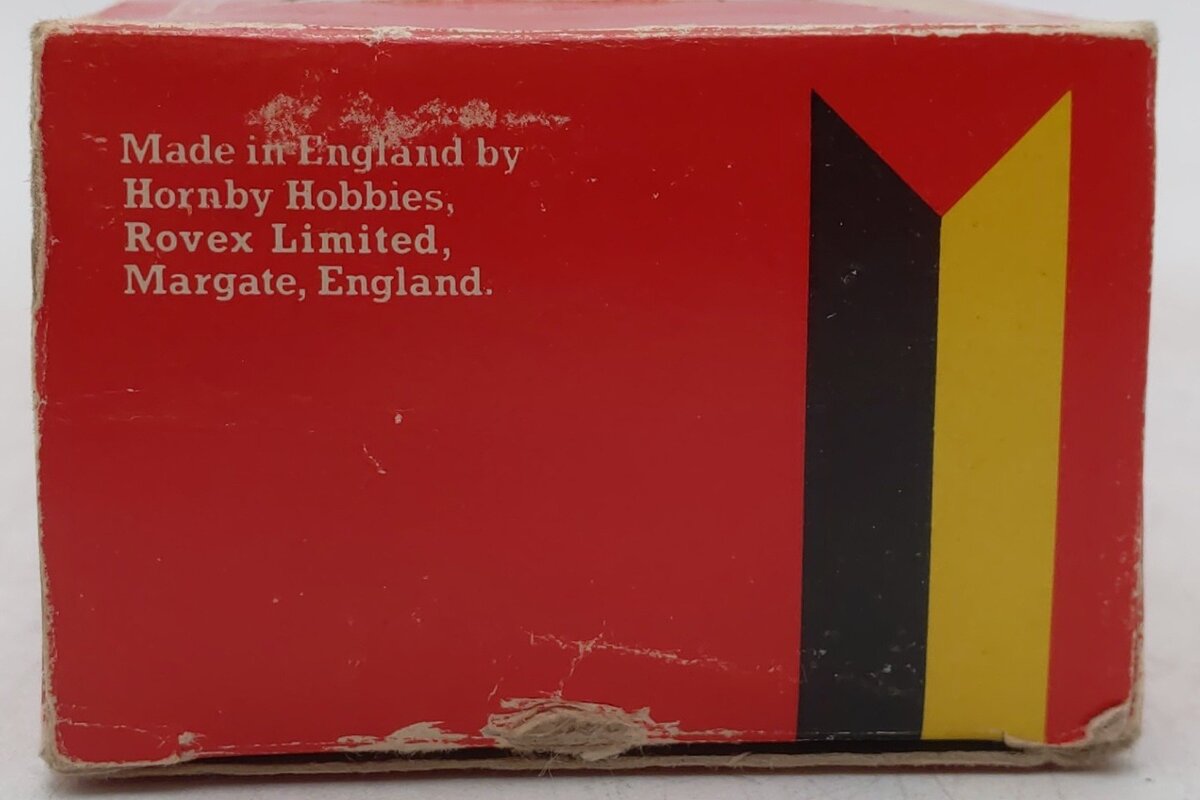 Made in England by
Hornby Hobbies,
Rovex Limited,
Margate, England.